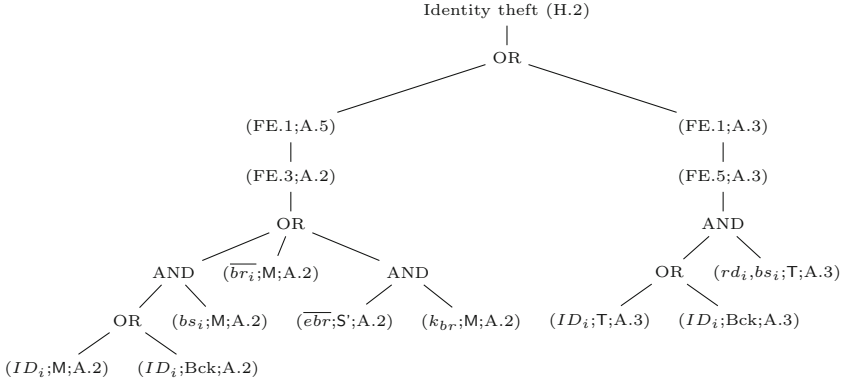 Identity theft (H.2)
OR
(FE.1;A.5) (FE.1;A.3)
(FE.3;A.2) (FE.5;A.3)
OR AND
AND (\overline{br_i};M;A.2) AND OR (rd_i,bs_i;T;A.3)
OR (bs_i;M;A.2) (\overline{ebr};S';A.2) (k_{br};M;A.2) (ID_i;T;A.3) (ID_i;Bck;A.3)
(ID_i;M;A.2) (ID_i;Bck;A.2)